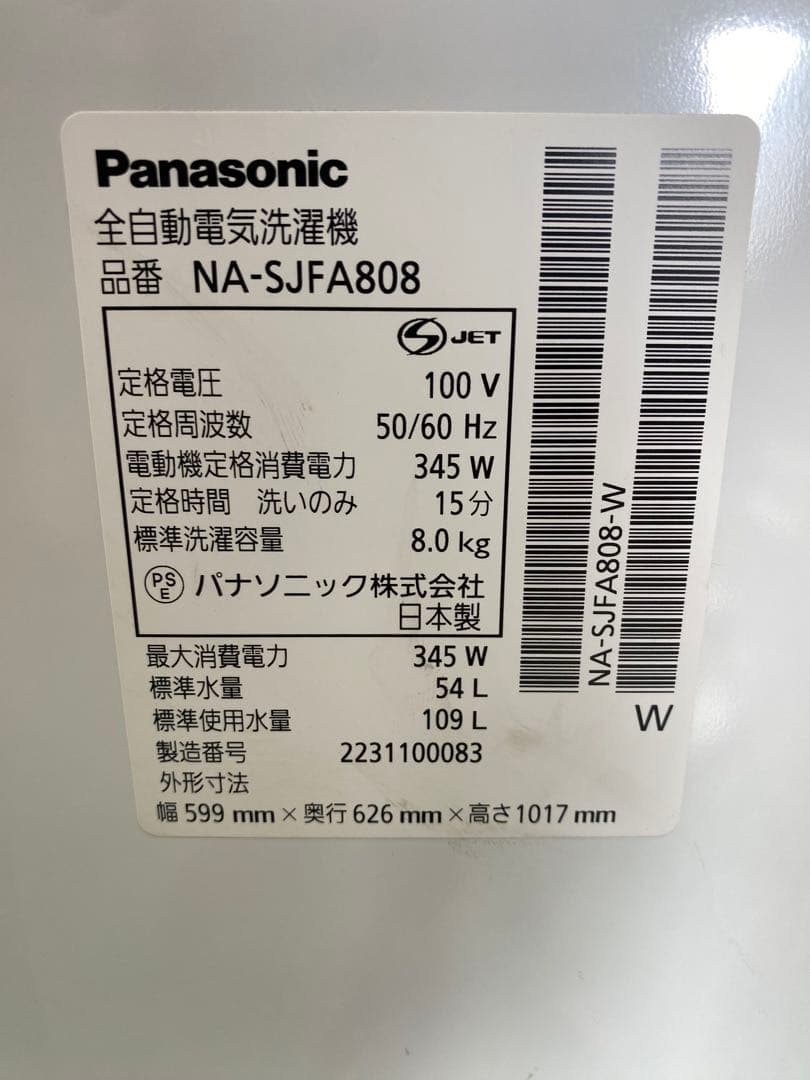 Panasonic
全自動電気洗濯機
品番 NA-SJFA808
S JET
定格電圧 100 V
定格周波数 50/60 Hz
電動機定格消費電力 345 W
定格時間 洗いのみ 15分
標準洗濯容量 8.0 kg
PSE パナソニック株式会社
日本製
最大消費電力 345 W
標準水量 54 L
標準使用水量 109 L
製造番号 2231100083
外形寸法
幅 599 mm × 奥行 626 mm × 高さ 1017 mm
NA-SJFA808-W
W